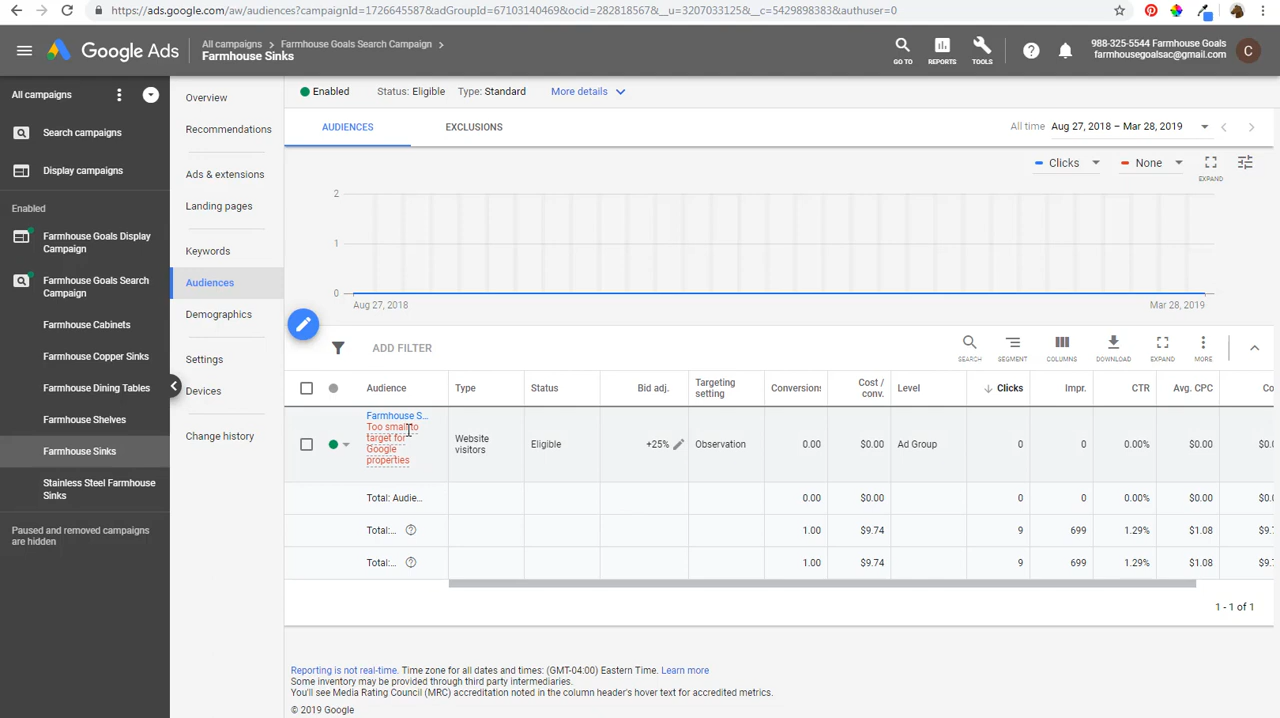 https://ads.google.com/aw/audiences?campaignId=1726645587&adGroupId=67103140469&ocid=282818567&__u=3207033125&__c=5429898383&authuser=0
Google Ads
All campaigns > Farmhouse Goals Search Campaign >
Farmhouse Sinks
GO TO
REPORTS
TOOLS
988-325-5544 Farmhouse Goals
farmhousegoalsac@gmail.com
C
All campaigns
Search campaigns
Display campaigns
Enabled
Farmhouse Goals Display
Campaign
Farmhouse Goals Search
Campaign
Farmhouse Cabinets
Farmhouse Copper Sinks
Farmhouse Dining Tables
Farmhouse Shelves
Farmhouse Sinks
Stainless Steel Farmhouse
Sinks
Paused and removed campaigns
are hidden
Overview
Recommendations
Ads & extensions
Landing pages
Keywords
Audiences
Demographics
Settings
Devices
Change history
Enabled Status: Eligible Type: Standard More details
AUDIENCES EXCLUSIONS
All time Aug 27, 2018 – Mar 28, 2019
Clicks None
EXPAND
2
1
0
Aug 27, 2018 Mar 28, 2019
ADD FILTER
SEARCH SEGMENT COLUMNS DOWNLOAD EXPAND MORE
Audience Type Status Bid adj. Targeting setting Conversions Cost / conv. Level Clicks Impr. CTR Avg. CPC Co
Farmhouse S...
Too small to
target for
Google
properties
Website
visitors
Eligible +25% Observation 0.00 $0.00 Ad Group 0 0 0.00% $0.00 $0.0
Total: Audie... 0.00 $0.00 0 0 0.00% $0.00 $0.0
Total:... 1.00 $9.74 9 699 1.29% $1.08 $9.7
Total:... 1.00 $9.74 9 699 1.29% $1.08 $9.7
1 - 1 of 1
Reporting is not real-time. Time zone for all dates and times: (GMT-04:00) Eastern Time. Learn more
Some inventory may be provided through third party intermediaries.
You'll see Media Rating Council (MRC) accreditation noted in the column header's hover text for accredited metrics.
© 2019 Google